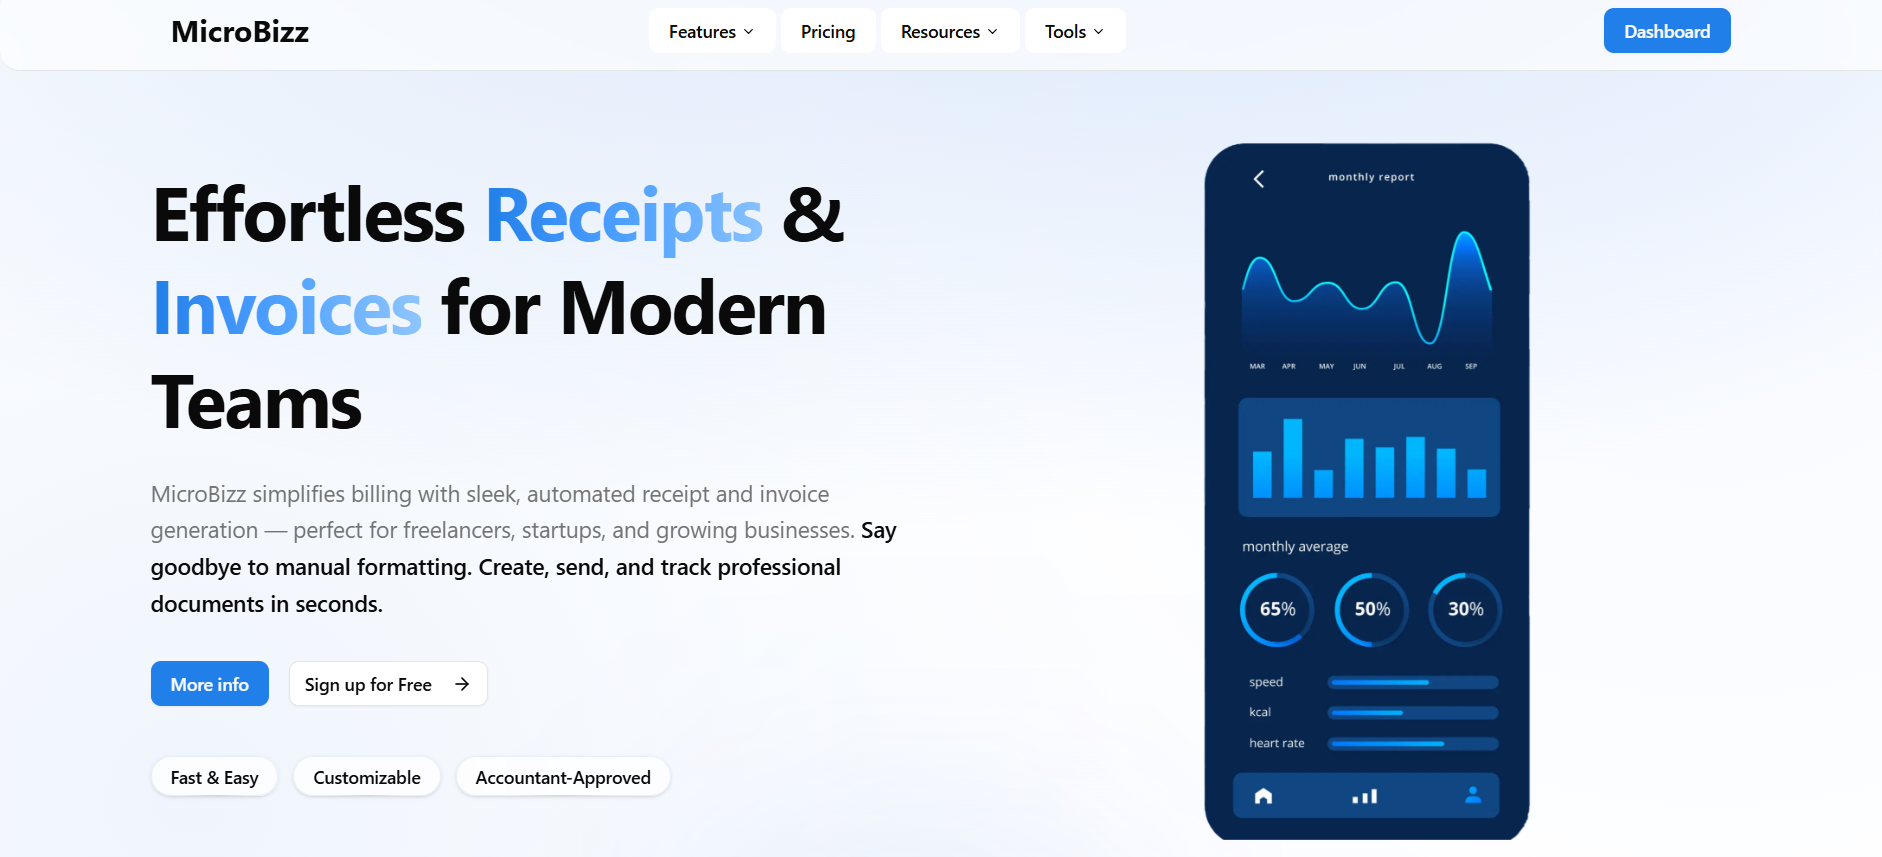 MicroBizz
Features
Pricing
Resources
Tools
Dashboard
Effortless Receipts &
Invoices for Modern
Teams
MicroBizz simplifies billing with sleek, automated receipt and invoice
generation — perfect for freelancers, startups, and growing businesses. Say
goodbye to manual formatting. Create, send, and track professional
documents in seconds.
More info
Sign up for Free
Fast & Easy
Customizable
Accountant-Approved
monthly report
MAR APR MAY JUN JUL AUG SEP
monthly average
65% 50% 30%
speed
kcal
heart rate